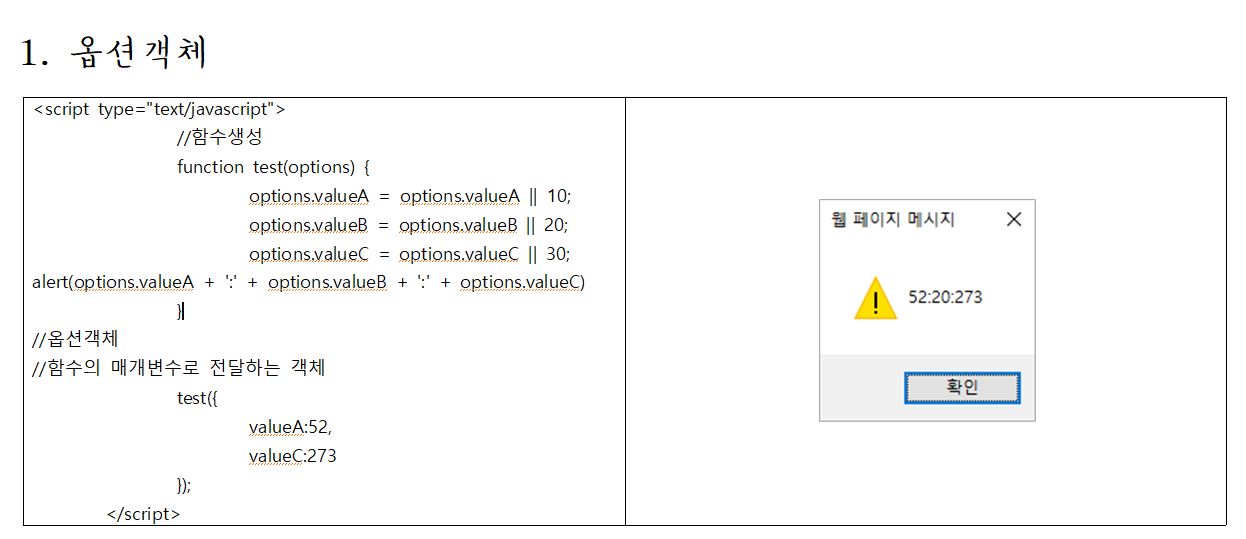 1. 옵션객체
<script type="text/javascript">
//함수생성
function test(options) {
options.valueA = options.valueA || 10;
options.valueB = options.valueB || 20;
options.valueC = options.valueC || 30;
alert(options.valueA + ':' + options.valueB + ':' + options.valueC)
}
//옵션객체
//함수의 매개변수로 전달하는 객체
test({
valueA:52,
valueC:273
});
</script>
웹 페이지 메시지
52:20:273
확인